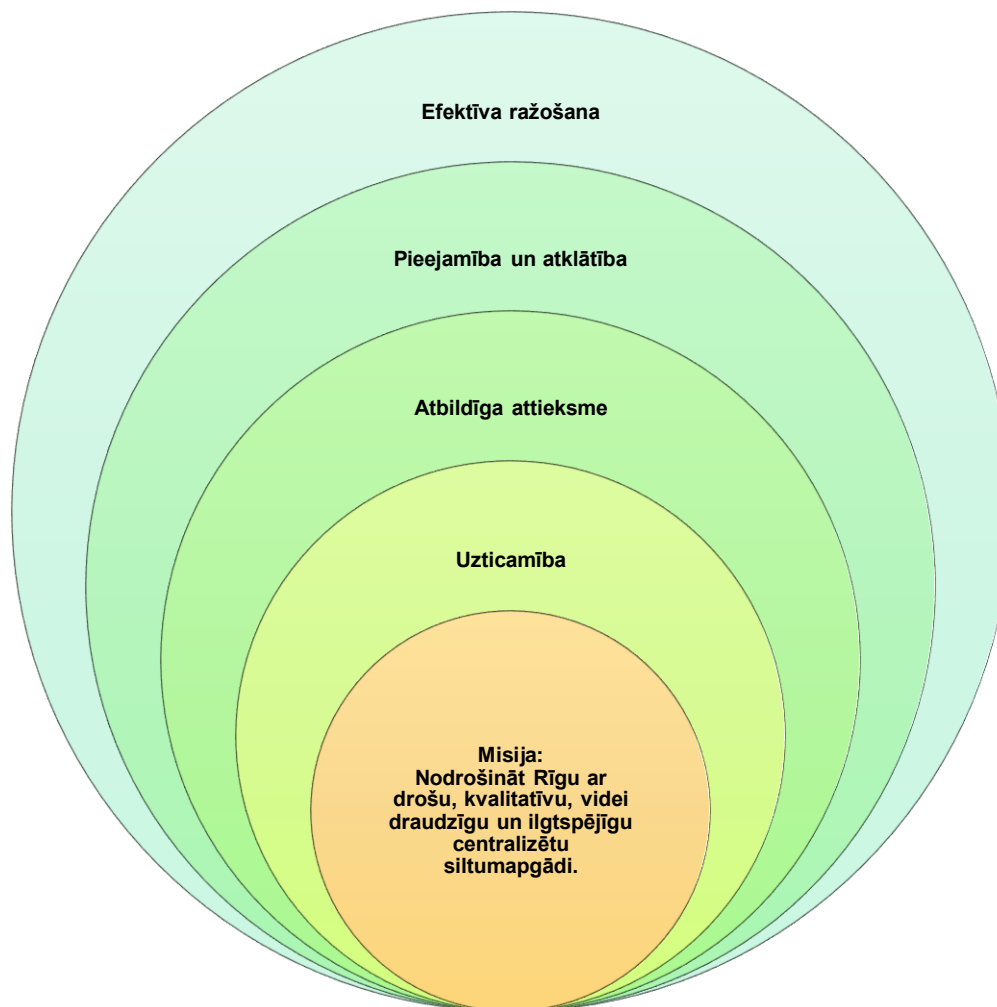 Efektīva ražošana
Pieejamība un atklātība
Atbildīga attieksme
Uzticamība
Misija:
Nodrošināt Rīgu ar
drošu, kvalitatīvu, videi
draudzīgu un ilgtspējīgu
centralizētu
siltumapgādi.